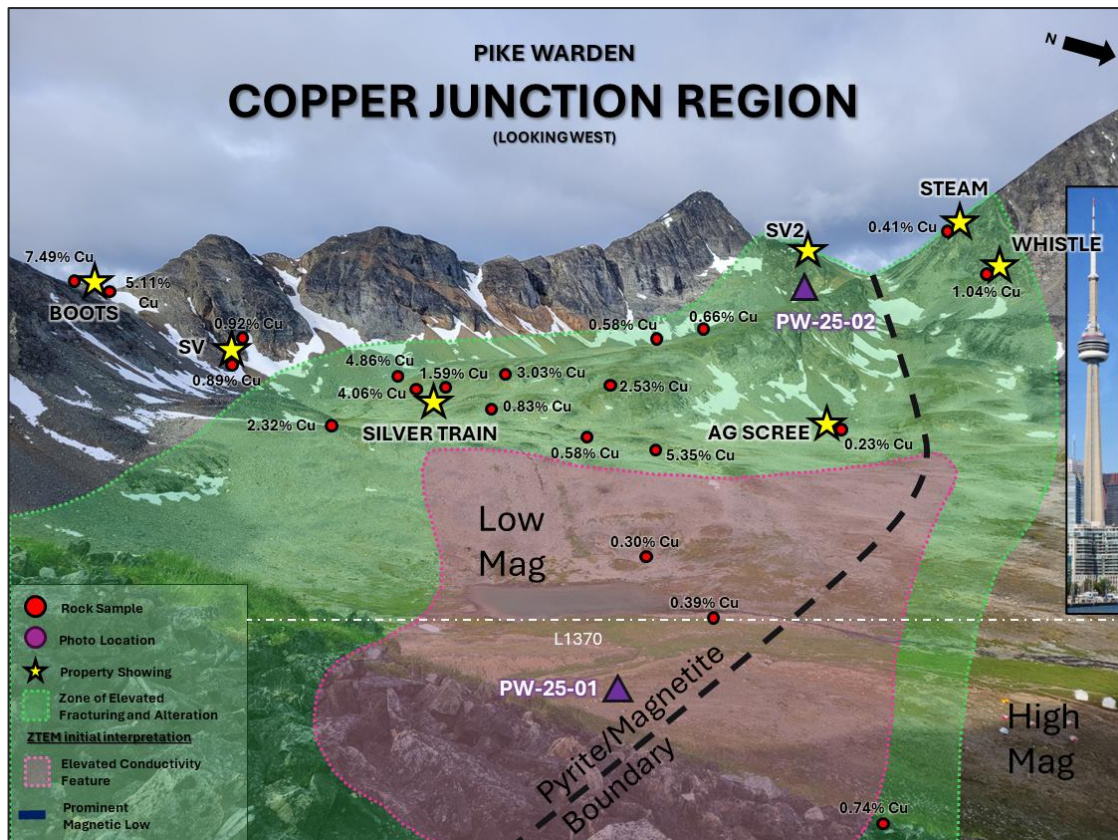 PIKE WARDEN
COPPER JUNCTION REGION
(LOOKING WEST)
N
STEAM
0.41% Cu
SV2
WHISTLE
1.04% Cu
7.49% Cu
5.11%
Cu
BOOTS
PW-25-02
0.92% Cu
SV
0.89% Cu
0.58% Cu
0.66% Cu
4.86% Cu
1.59% Cu
3.03% Cu
4.06% Cu
2.53% Cu
0.83% Cu
2.32% Cu
SILVER TRAIN
AG SCREE
0.23% Cu
0.58% Cu
5.35% Cu
Low
Mag
0.30% Cu
0.39% Cu
L1370
PW-25-01
Pyrite/Magnetite
Boundary
High
Mag
0.74% Cu
Rock Sample
Photo Location
Property Showing
Zone of Elevated
Fracturing and Alteration
ZTEM initial interpretation
Elevated Conductivity
Feature
Prominent
Magnetic Low